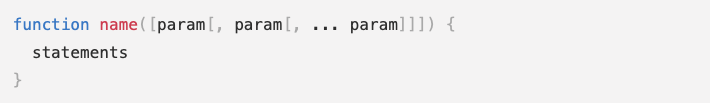 function name([param[, param[, ... param]]]) {
  statements
}